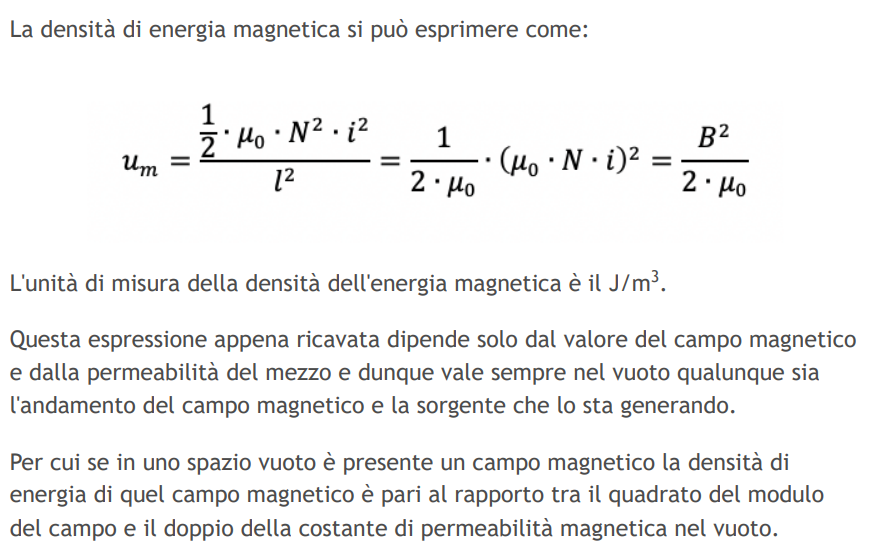 La densità di energia magnetica si può esprimere come:
u_m = \frac{\frac{1}{2} \cdot \mu_0 \cdot N^2 \cdot i^2}{l^2} = \frac{1}{2 \cdot \mu_0} \cdot (\mu_0 \cdot N \cdot i)^2 = \frac{B^2}{2 \cdot \mu_0}
L'unità di misura della densità dell'energia magnetica è il J/m³.
Questa espressione appena ricavata dipende solo dal valore del campo magnetico
e dalla permeabilità del mezzo e dunque vale sempre nel vuoto qualunque sia
l'andamento del campo magnetico e la sorgente che lo sta generando.
Per cui se in uno spazio vuoto è presente un campo magnetico la densità di
energia di quel campo magnetico è pari al rapporto tra il quadrato del modulo
del campo e il doppio della costante di permeabilità magnetica nel vuoto.